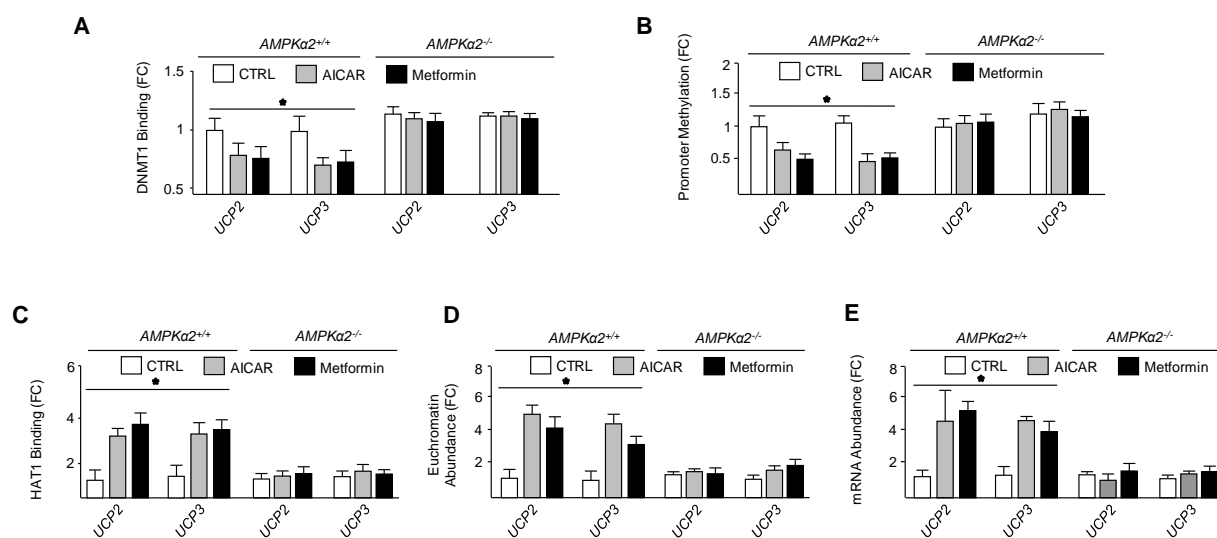 A
AMPKα2+/+ AMPKα2-/-
CTRL AICAR Metformin
DNMT1 Binding (FC)
1.5
1
0.5
*
UCP2 UCP3 UCP2 UCP3
B
AMPKα2+/+ AMPKα2-/-
CTRL AICAR Metformin
Promoter Methylation (FC)
2
1.5
1
0.5
*
UCP2 UCP3 UCP2 UCP3
C
AMPKα2+/+ AMPKα2-/-
CTRL AICAR Metformin
HAT1 Binding (FC)
6
4
2
*
UCP2 UCP3 UCP2 UCP3
D
AMPKα2+/+ AMPKα2-/-
CTRL AICAR Metformin
Euchromatin
Abundance (FC)
8
6
4
2
*
UCP2 UCP3 UCP2 UCP3
E
AMPKα2+/+ AMPKα2-/-
CTRL AICAR Metformin
mRNA Abundance (FC)
8
6
4
2
*
UCP2 UCP3 UCP2 UCP3